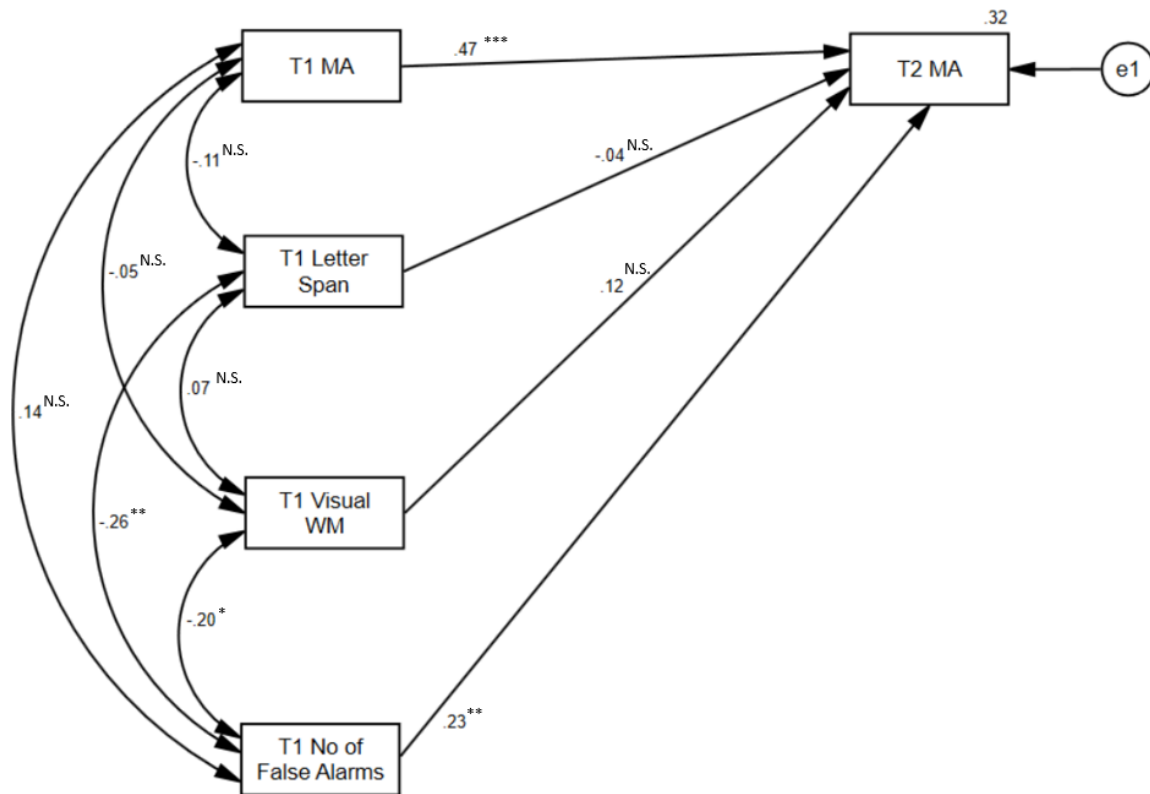 .32
T1 MA
.47 ***
T2 MA
e1
-.11 N.S.
-.04 N.S.
T1 Letter
Span
-.05 N.S.
.12 N.S.
.07 N.S.
.14 N.S.
T1 Visual
WM
-.26 **
-.20 *
.23 **
T1 No of
False Alarms